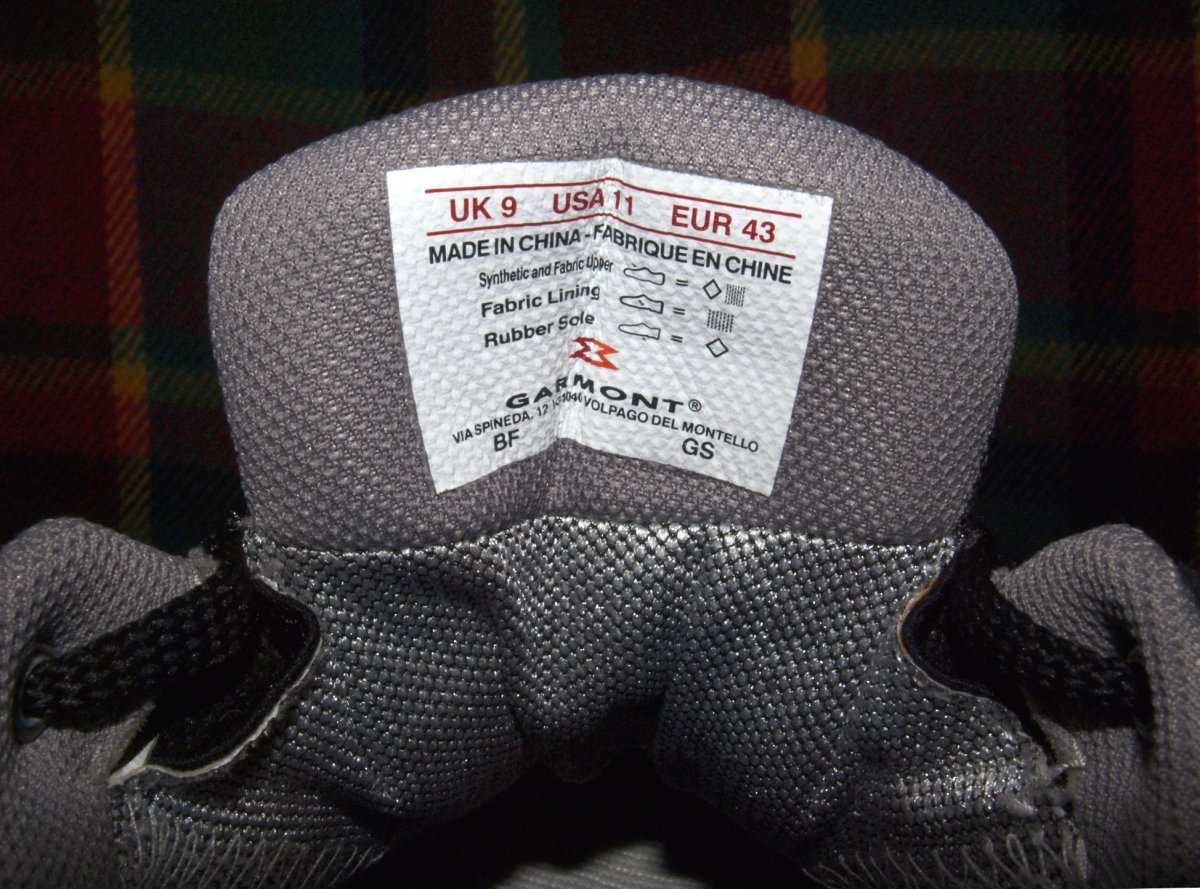 UK 9 USA 11 EUR 43
MADE IN CHINA - FABRIQUE EN CHINE
Synthetic and Fabric Upper =
Fabric Lining =
Rubber Sole =
GARMONT®
VIA SPINEDA, 12 VOLPAGO DEL MONTELLO
BF GS